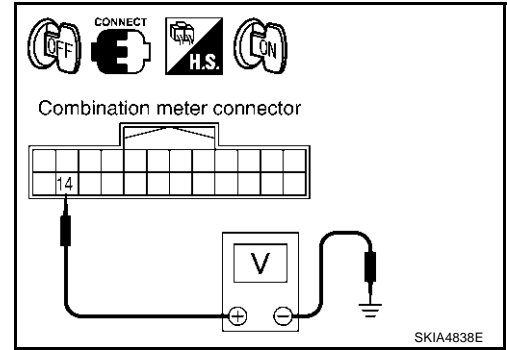 OFF CONNECT H.S. ON
Combination meter connector
14
V
+ −
SKIA4838E